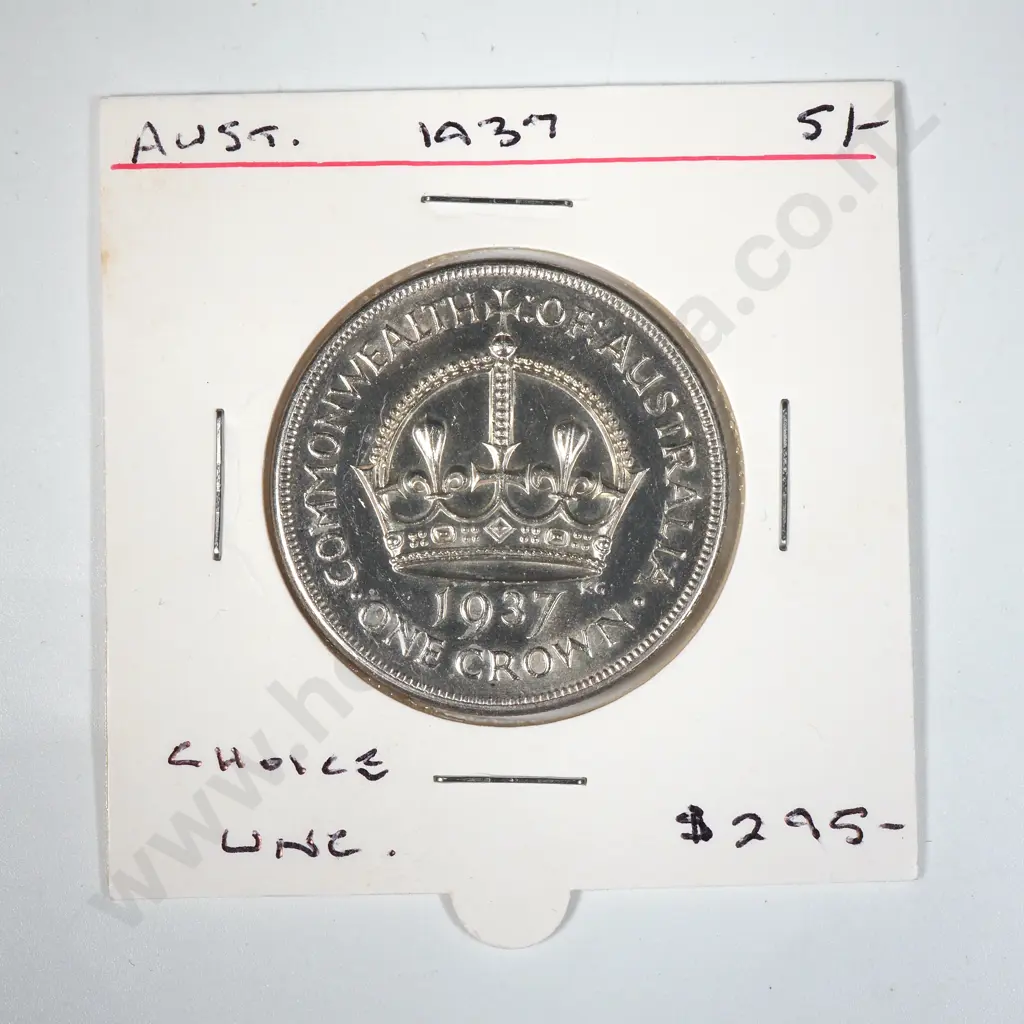 AUST. 1937 5/-
COMMONWEALTH : OF · AUSTRALIA ·
1937
KG
· ONE CROWN
CHOICE
UNC. $295-